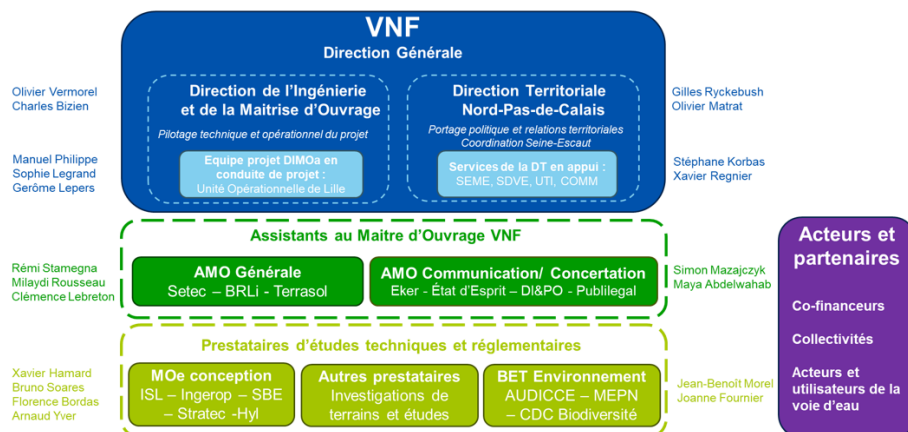 VNF
Direction Générale
Olivier Vermorel
Charles Bizien
Direction de l'Ingénierie
et de la Maitrise d'Ouvrage
Pilotage technique et opérationnel du projet
Direction Territoriale
Nord-Pas-de-Calais
Portage politique et relations territoriales
Coordination Seine-Escaut
Gilles Ryckebush
Olivier Matrat
Manuel Philippe
Sophie Legrand
Gerôme Lepers
Equipe projet DIMOa en
conduite de projet :
Unité Opérationnelle de Lille
Services de la DT en appui :
SEME, SDVE, UTI, COMM
Stéphane Korbas
Xavier Regnier
Assistants au Maitre d'Ouvrage VNF
Rémi Stamegna
Milaydi Rousseau
Clémence Lebreton
AMO Générale
Setec – BRLi - Terrasol
AMO Communication/ Concertation
Eker - État d'Esprit – DI&PO - Publilegal
Simon Mazajczyk
Maya Abdelwahab
Prestataires d'études techniques et réglementaires
Xavier Hamard
Bruno Soares
Florence Bordas
Arnaud Yver
MOe conception
ISL – Ingerop – SBE
– Stratec -Hyl
Autres prestataires
Investigations de
terrains et études
BET Environnement
AUDICCE – MEPN
– CDC Biodiversité
Jean-Benoît Morel
Joanne Fournier
Acteurs et
partenaires
Co-financeurs
Collectivités
Acteurs et
utilisateurs de la
voie d'eau